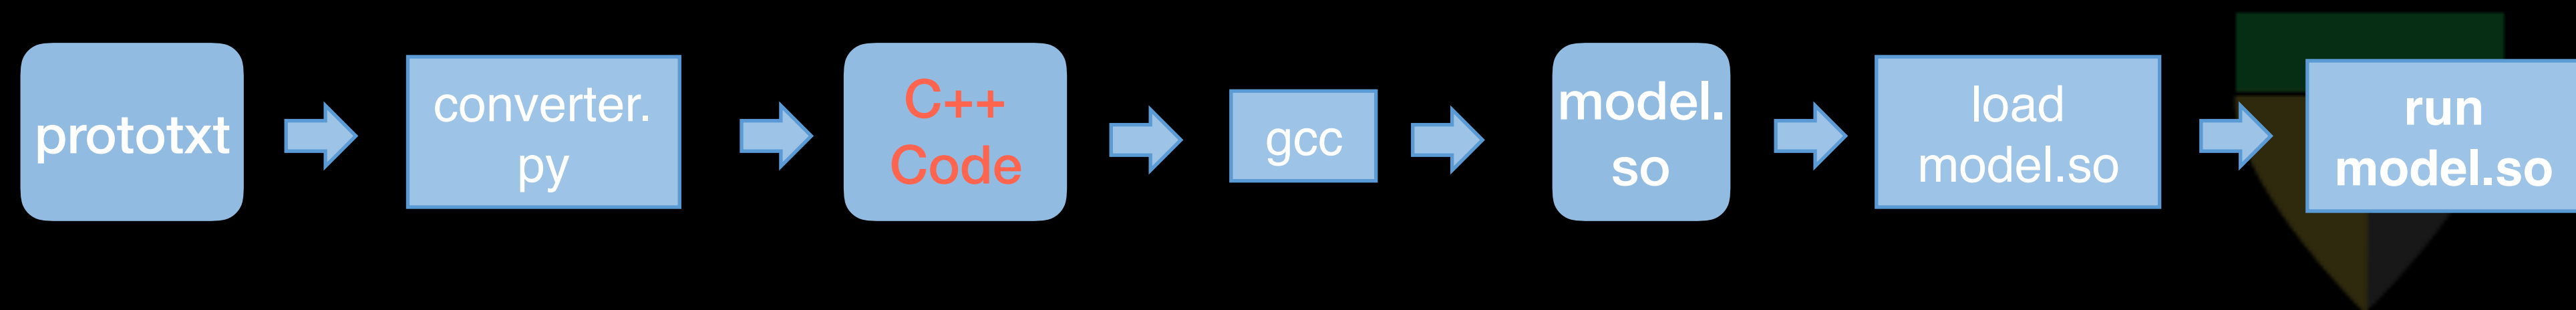 prototxt
converter.
py
C++
Code
gcc
model.
so
load
model.so
run
model.so